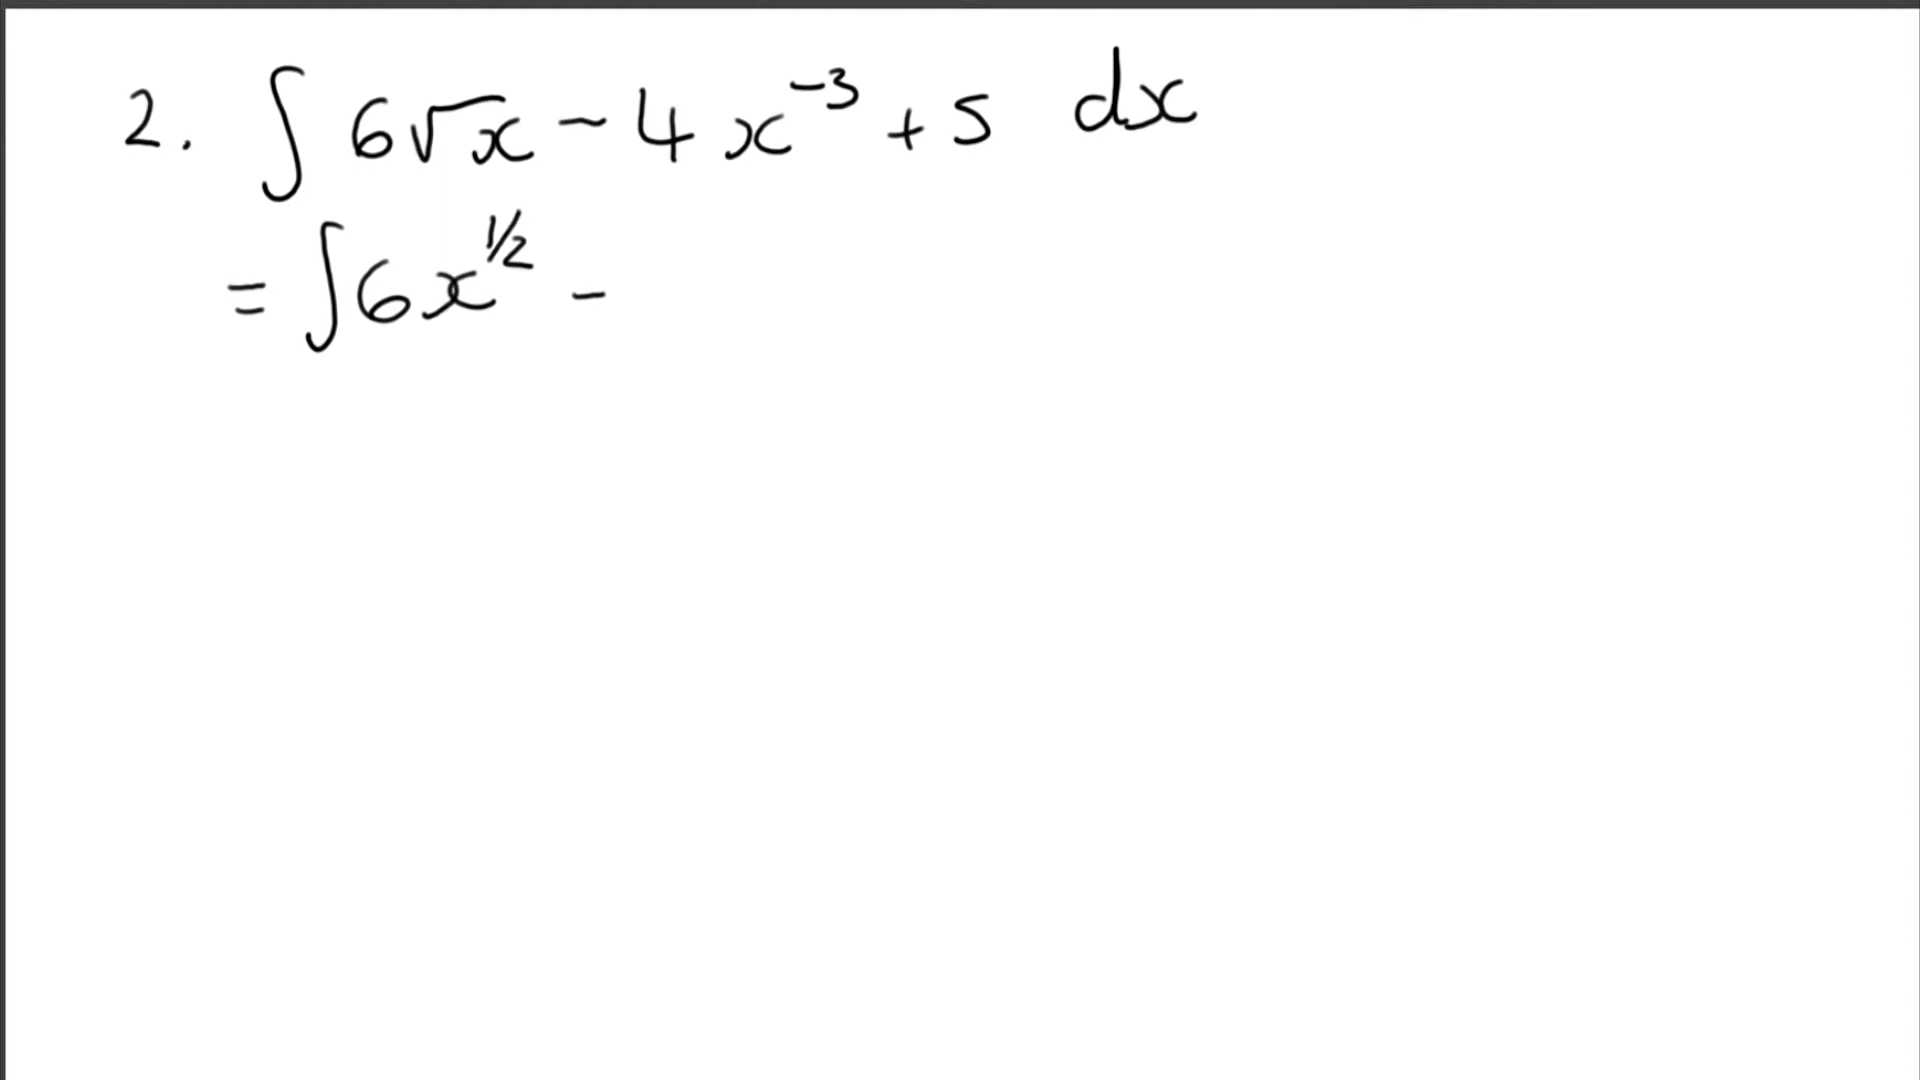 2. ∫ 6√x - 4x⁻³ + 5 dx
= ∫ 6x^{1/2} -